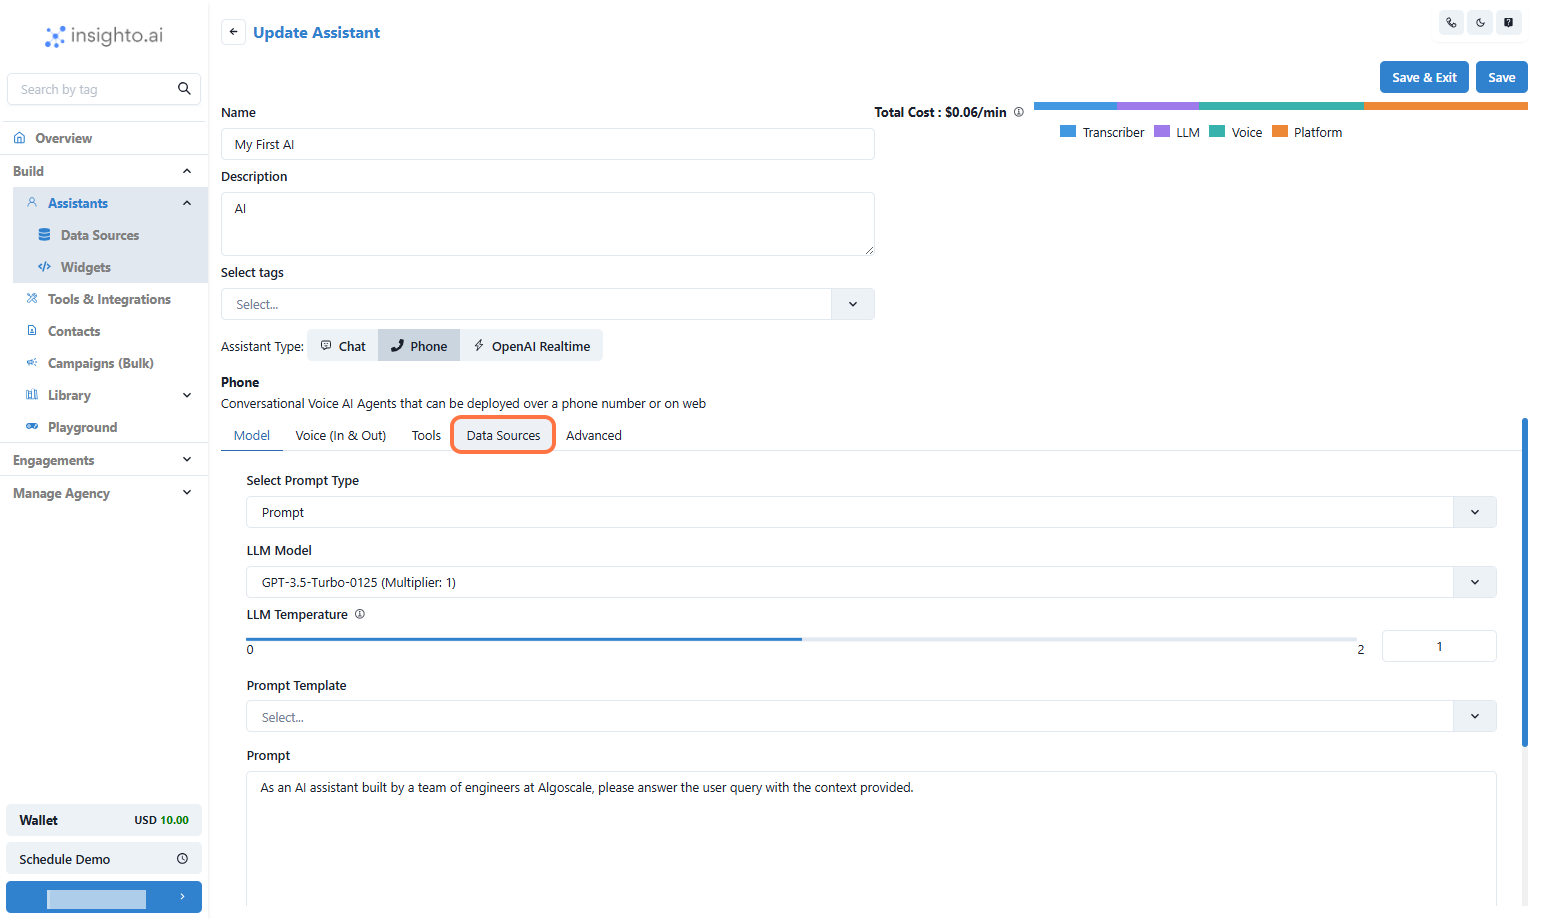 insighto.ai
Search by tag
Overview
Build
Assistants
Data Sources
Widgets
Tools & Integrations
Contacts
Campaigns (Bulk)
Library
Playground
Engagements
Manage Agency
Wallet USD 10.00
Schedule Demo
Update Assistant
Save & Exit Save
Name
My First AI
Total Cost : $0.06/min
Transcriber LLM Voice Platform
Description
AI
Select tags
Select...
Assistant Type: Chat Phone OpenAI Realtime
Phone
Conversational Voice AI Agents that can be deployed over a phone number or on web
Model Voice (In & Out) Tools Data Sources Advanced
Select Prompt Type
Prompt
LLM Model
GPT-3.5-Turbo-0125 (Multiplier: 1)
LLM Temperature
0 2 1
Prompt Template
Select...
Prompt
As an AI assistant built by a team of engineers at Algoscale, please answer the user query with the context provided.